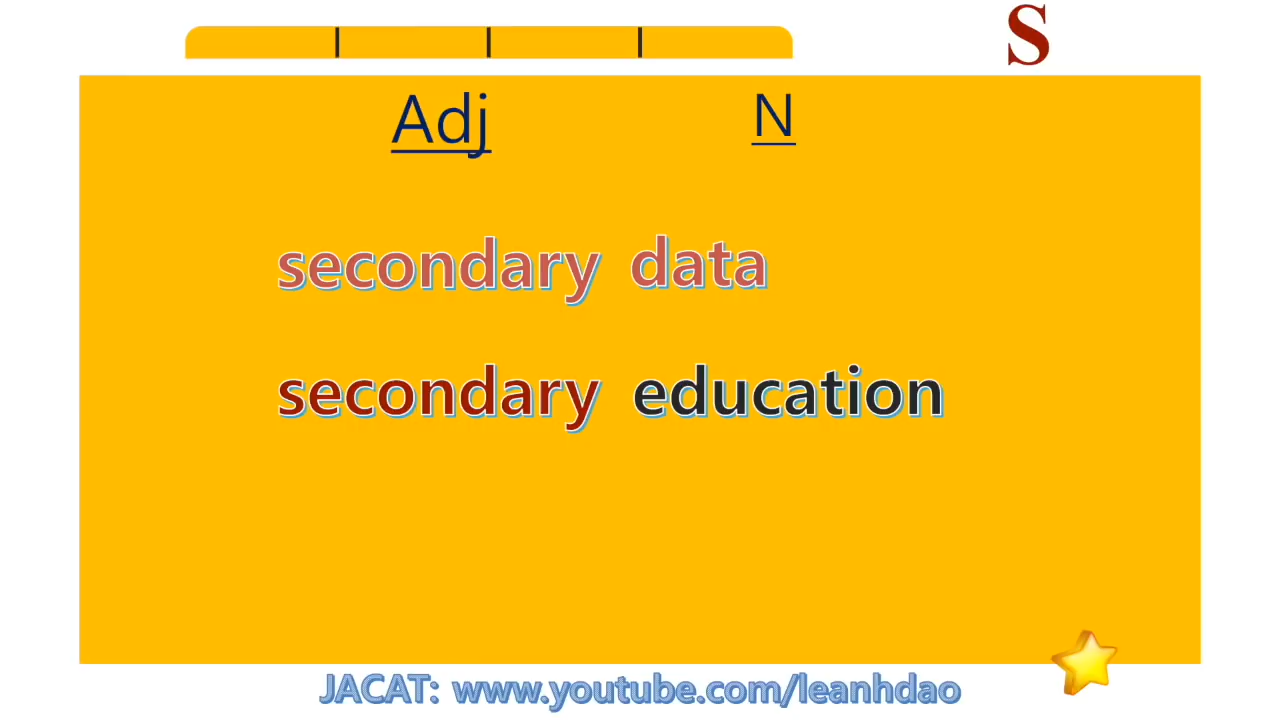 S
Adj N
secondary data
secondary education
JACAT: www.youtube.com/leanhdao